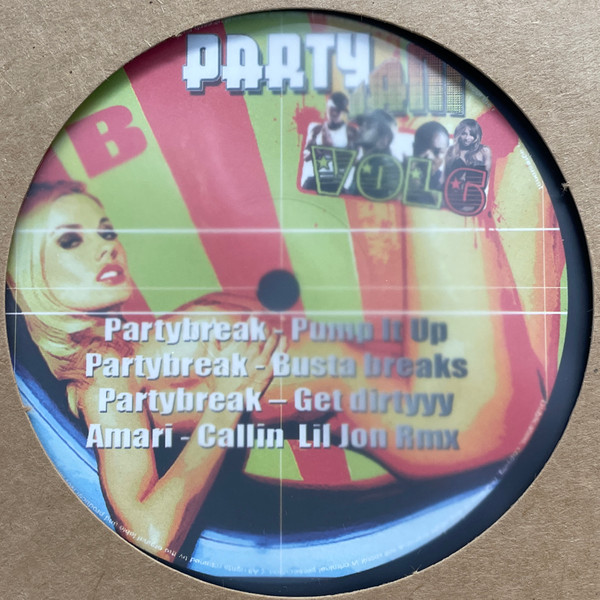 PARTY
VOL6
B
Partybreak - Pump It Up
Partybreak - Busta breaks
Partybreak – Get dirtyyy
Amari - Callin Lil Jon Rmx